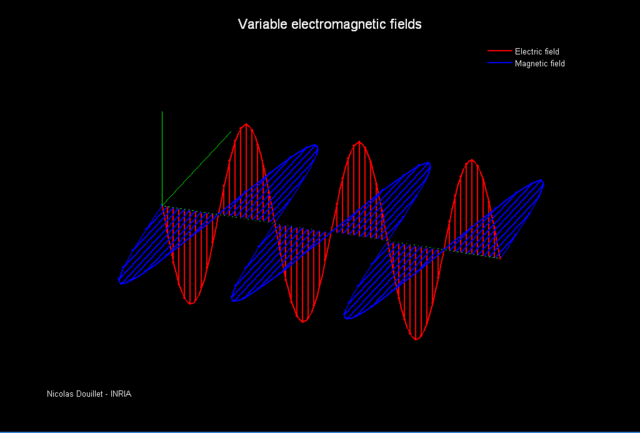 Variable electromagnetic fields
Electric field
Magnetic field
Nicolas Douillet - INRIA